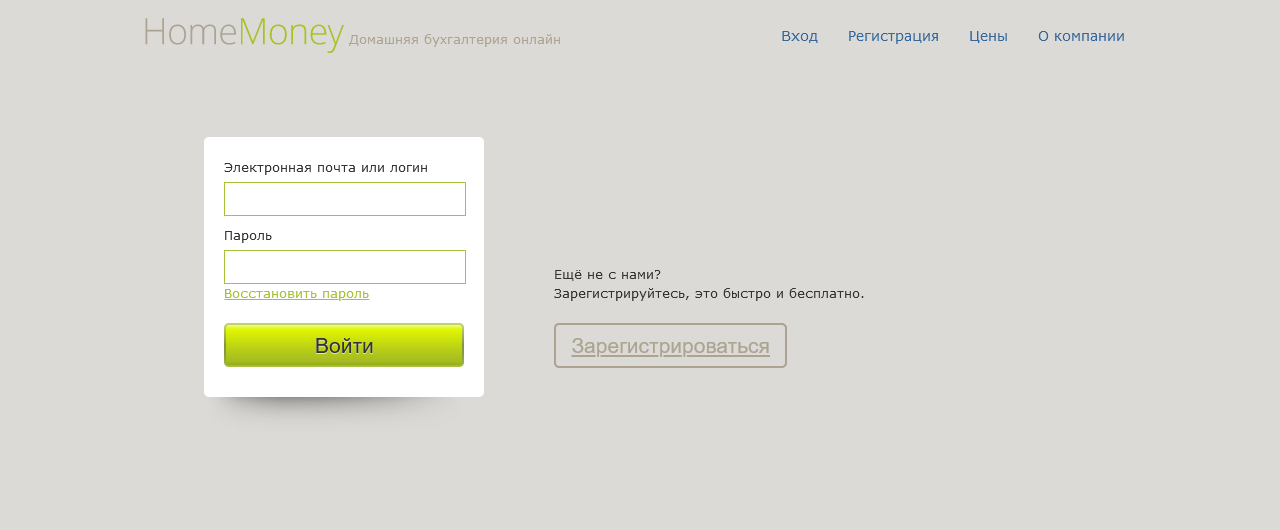 HomeMoney Домашняя бухгалтерия онлайн
Вход Регистрация Цены О компании
Электронная почта или логин
Пароль
Восстановить пароль
Войти
Ещё не с нами?
Зарегистрируйтесь, это быстро и бесплатно.
Зарегистрироваться